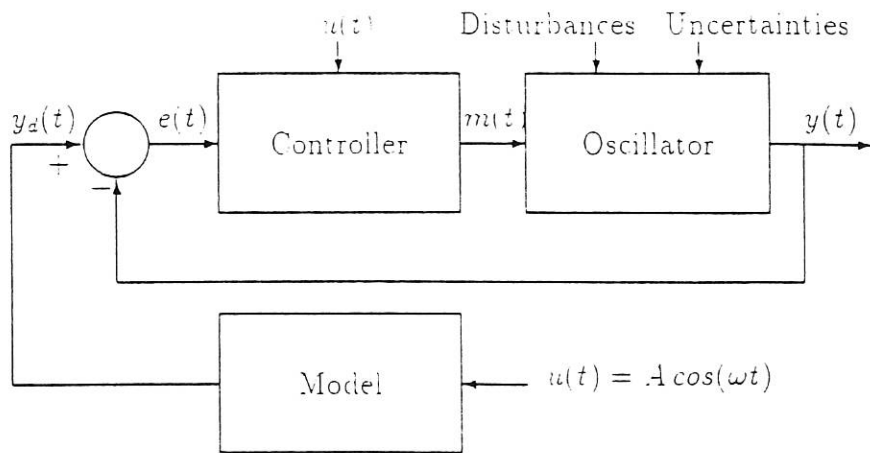 u(t) Disturbances Uncertainties
y_d(t) e(t) Controller m(t) Oscillator y(t)
+
−
Model u(t) = A cos(ωt)